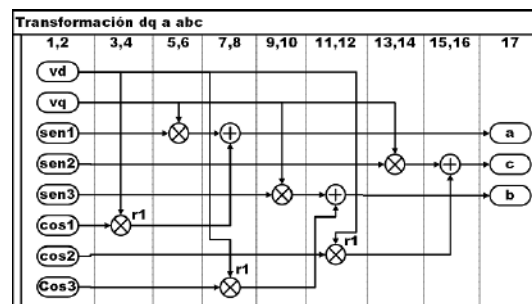 Transformación dq a abc
1,2 3,4 5,6 7,8 9,10 11,12 13,14 15,16 17
vd
vq
sen1 a
sen2 c
sen3 b
cos1 r1
cos2 r1
Cos3 r1